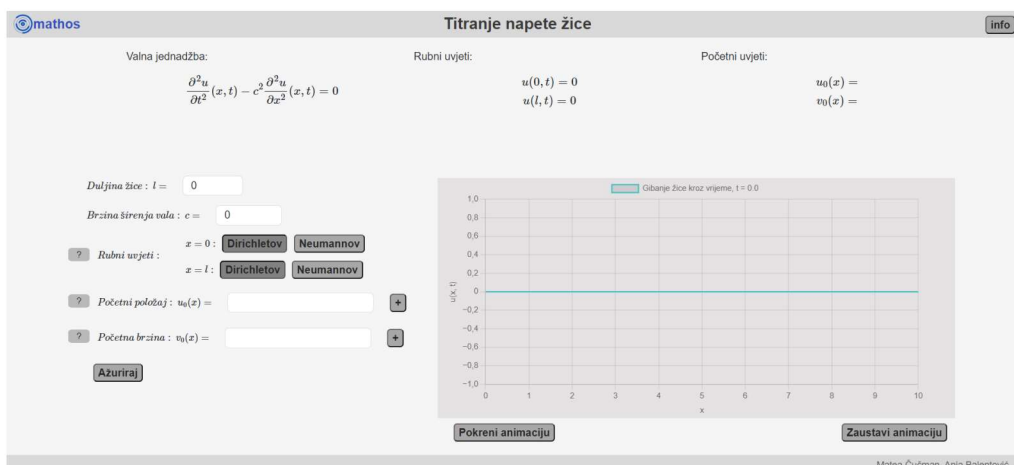 mathos
Titranje napete žice
info
Valna jednadžba:
∂²u/∂t²(x, t) − c² ∂²u/∂x²(x, t) = 0
Rubni uvjeti:
u(0, t) = 0
u(l, t) = 0
Početni uvjeti:
u₀(x) =
v₀(x) =
Duljina žice : l = 0
Brzina širenja vala : c = 0
? Rubni uvjeti :
x = 0 : Dirichletov Neumannov
x = l : Dirichletov Neumannov
? Početni položaj : u₀(x) = +
? Početna brzina : v₀(x) = +
Ažuriraj
Gibanje žice kroz vrijeme, t = 0.0
u(x, t)
1,0
0,8
0,6
0,4
0,2
0
−0,2
−0,4
−0,6
−0,8
−1,0
0 1 2 3 4 5 6 7 8 9 10
x
Pokreni animaciju
Zaustavi animaciju
Matea Čučman, Anja Balentović